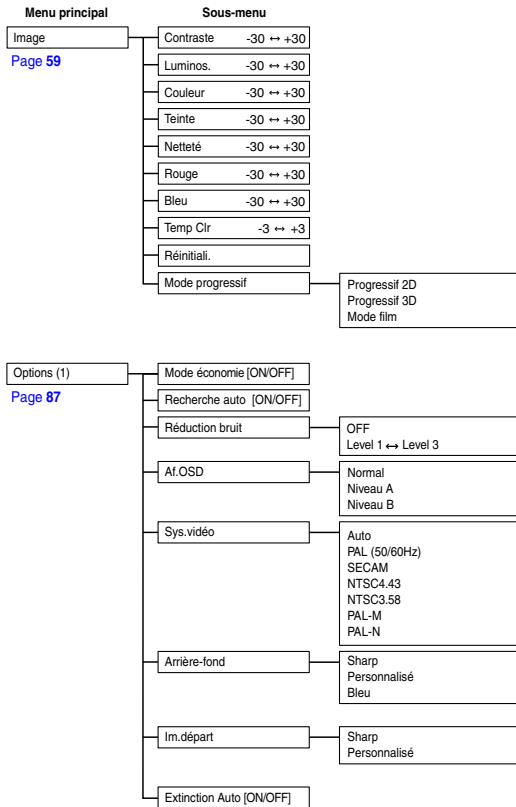 Menu principal Sous-menu
Image
Page 59
Contraste -30 ↔ +30
Luminos. -30 ↔ +30
Couleur -30 ↔ +30
Teinte -30 ↔ +30
Netteté -30 ↔ +30
Rouge -30 ↔ +30
Bleu -30 ↔ +30
Temp Clr -3 ↔ +3
Réinitiali.
Mode progressif
Progressif 2D
Progressif 3D
Mode film
Options (1)
Page 87
Mode économie [ON/OFF]
Recherche auto [ON/OFF]
Réduction bruit
OFF
Level 1 ↔ Level 3
Af.OSD
Normal
Niveau A
Niveau B
Sys.vidéo
Auto
PAL (50/60Hz)
SECAM
NTSC4.43
NTSC3.58
PAL-M
PAL-N
Arrière-fond
Sharp
Personnalisé
Bleu
Im.départ
Sharp
Personnalisé
Extinction Auto [ON/OFF]